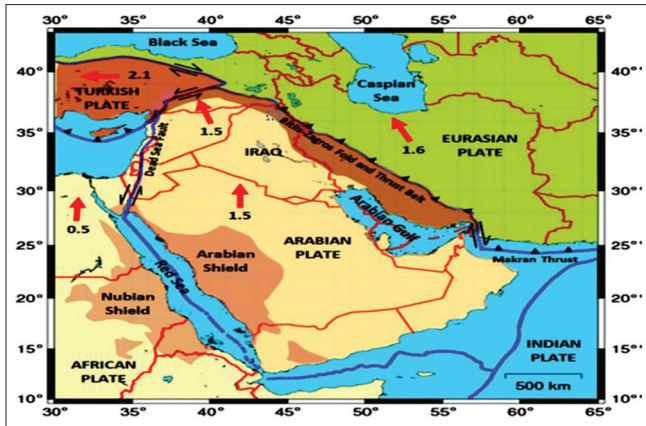 30° 35° 40° 45° 50° 55° 60° 65°
Black Sea
40° 2.1 Caspian Sea 40°
TURKISH
PLATE
35° Dead Sea Fault 1.5 1.6 EURASIAN 35°
PLATE
IRAQ
Bitlis-Zagros Fold and Thrust Belt
30° 30°
0.5 1.5 Arabian Gulf
25° Arabian ARABIAN Makran Thrust 25°
Shield PLATE
Red Sea
20° Nubian 20°
Shield
INDIAN
15° AFRICAN PLATE 15°
PLATE
500 km
10° 10°
30° 35° 40° 45° 50° 55° 60° 65°